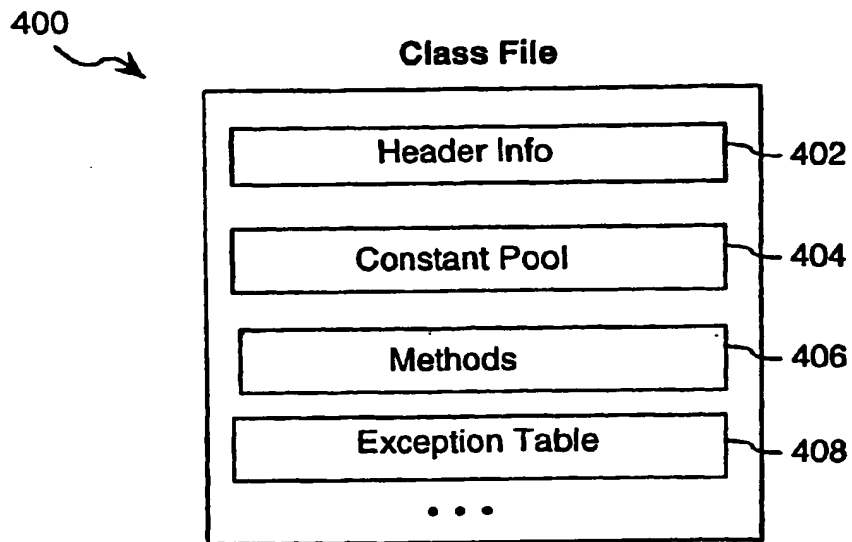 400
Class File
Header Info
402
Constant Pool
404
Methods
406
Exception Table
408
• • •